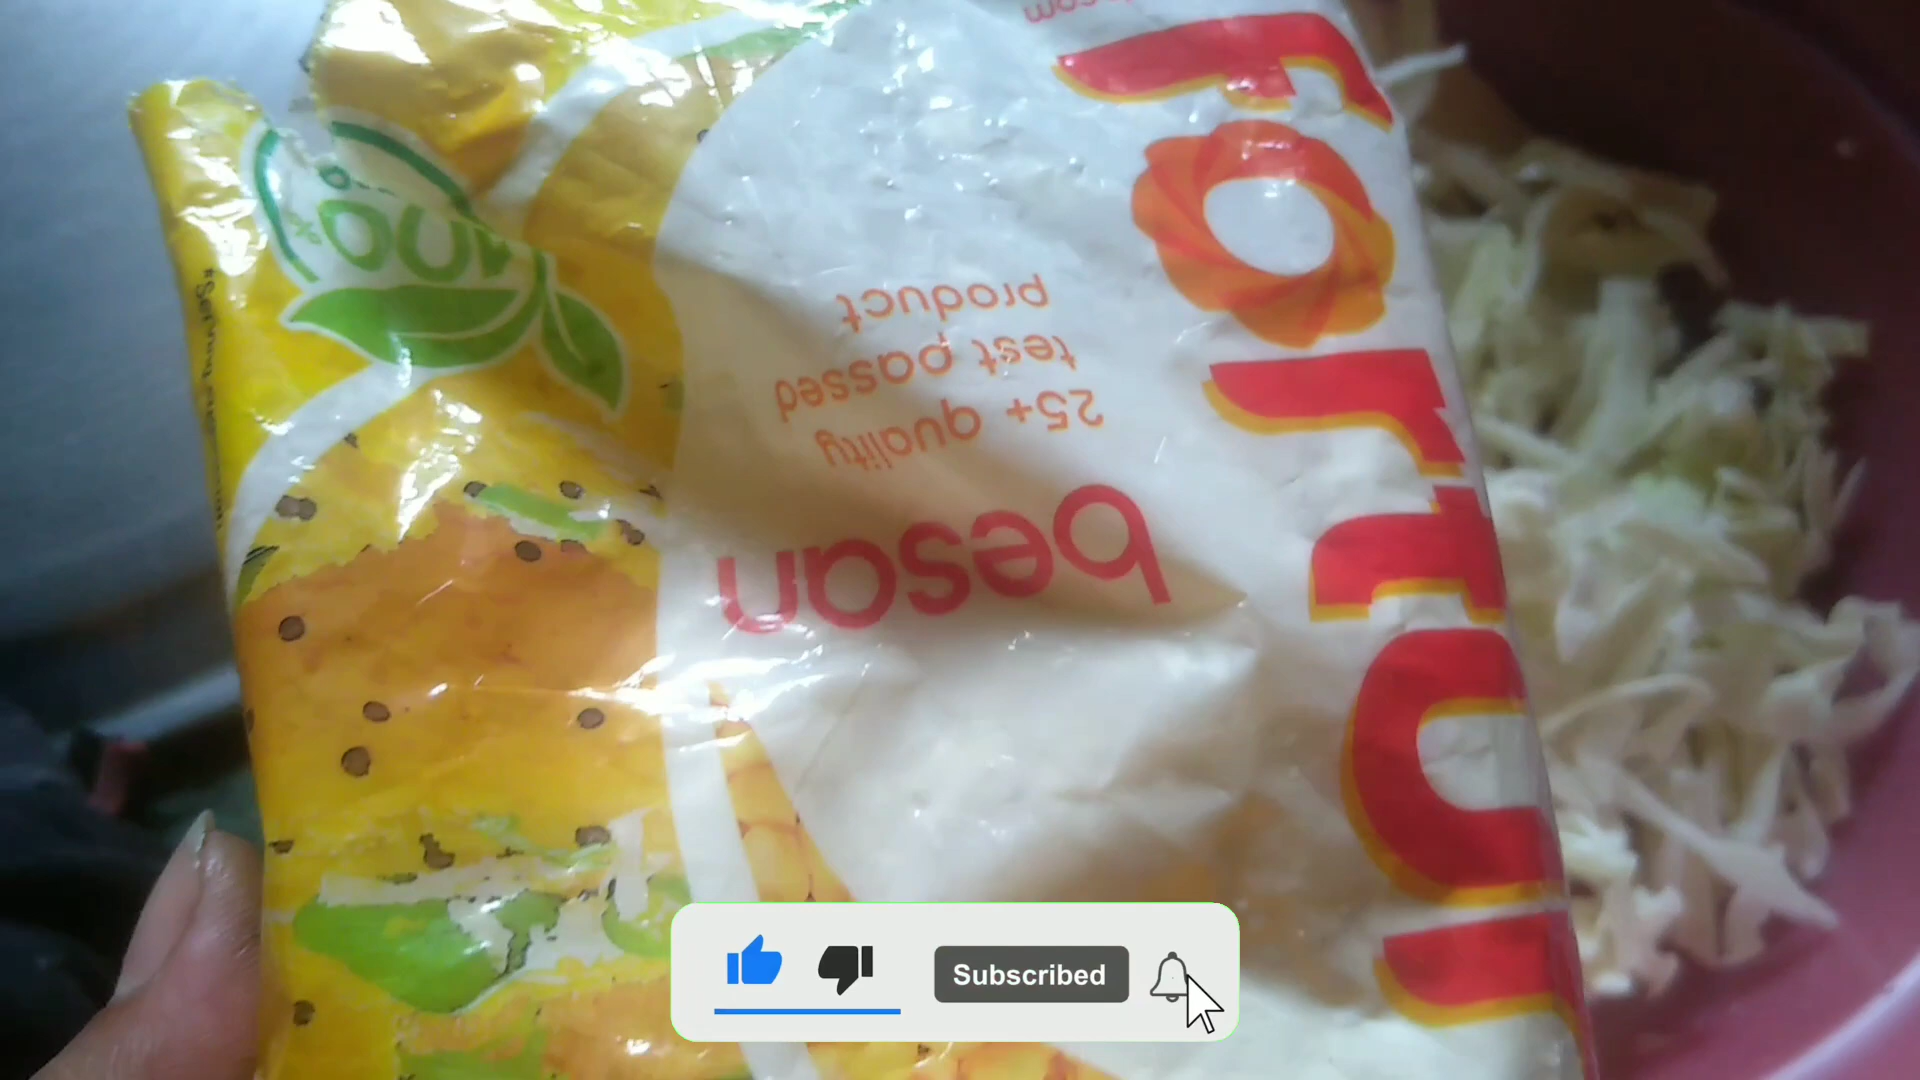 Fortun
besan
25+ quality
test passed
product
Subscribed